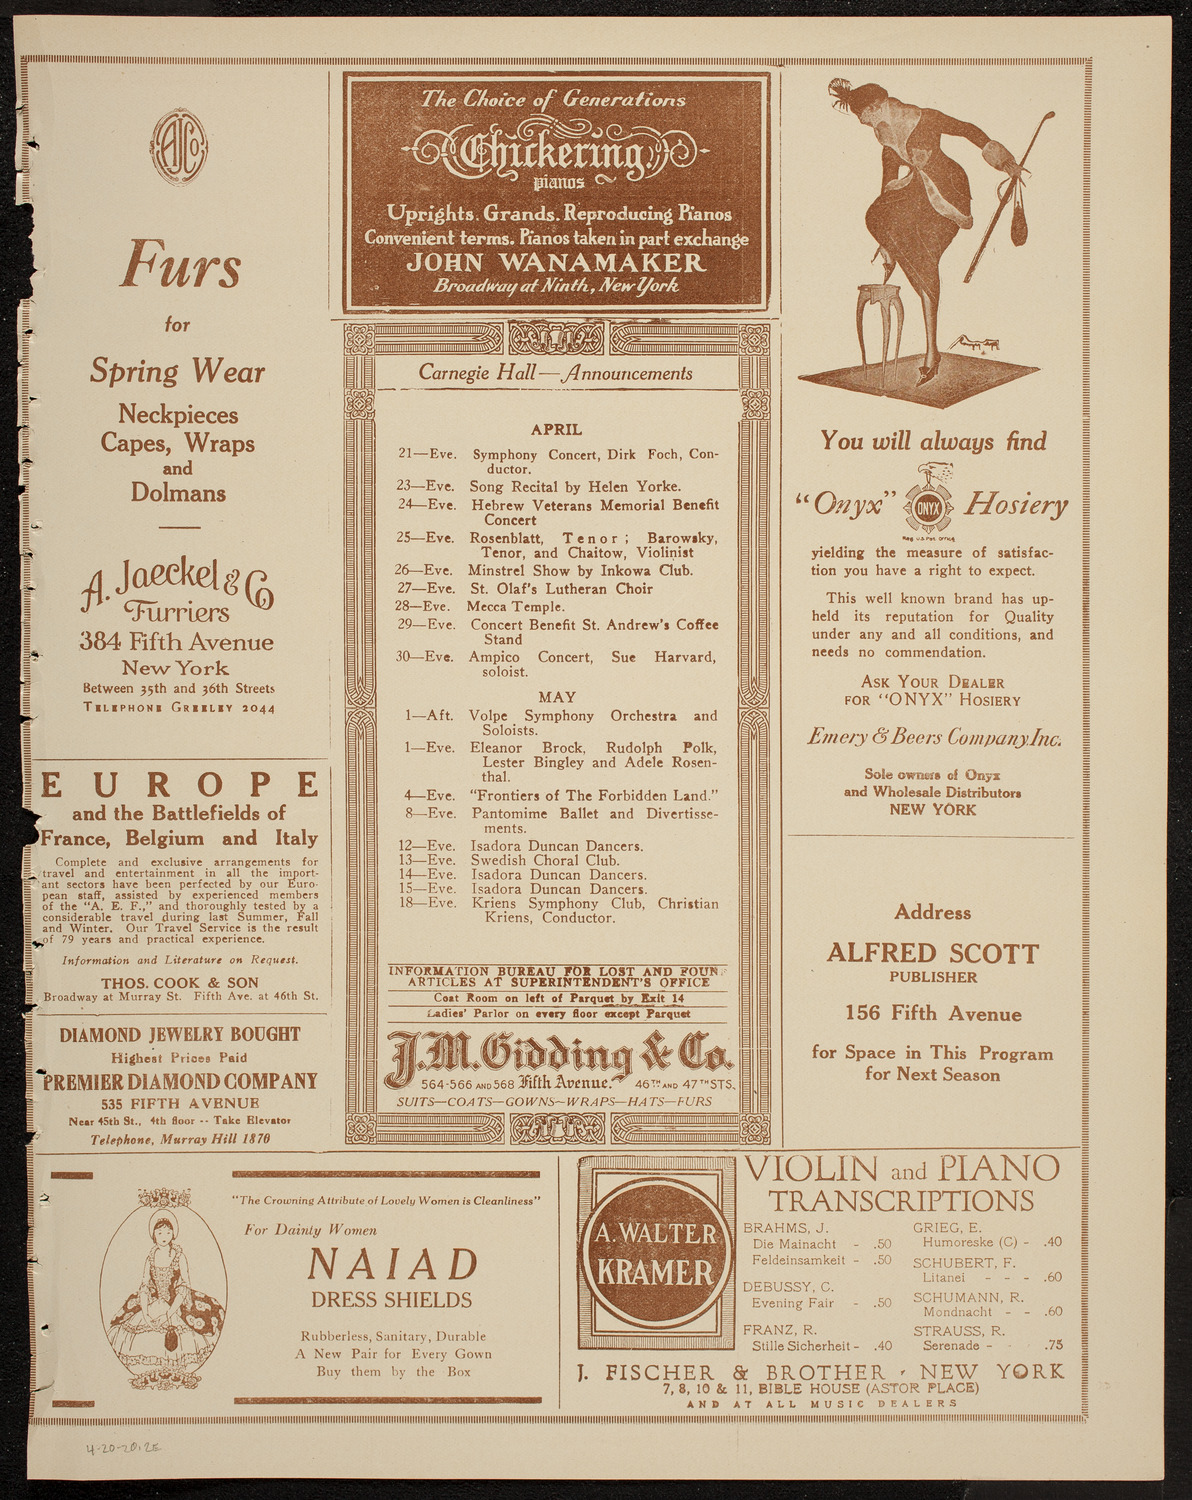 AJCo
Furs
for
Spring Wear
Neckpieces
Capes, Wraps
and
Dolmans
A. Jaeckel & Co
Furriers
384 Fifth Avenue
New York
Between 35th and 36th Streets
TELEPHONE GREELEY 2044
EUROPE
and the Battlefields of
France, Belgium and Italy
Complete and exclusive arrangements for
travel and entertainment in all the import-
ant sectors have been perfected by our Euro-
pean staff, assisted by experienced members
of the "A. E. F.," and thoroughly tested by a
considerable travel during last Summer, Fall
and Winter. Our Travel Service is the result
of 79 years and practical experience.
Information and Literature on Request.
THOS. COOK & SON
Broadway at Murray St. Fifth Ave. at 46th St.
DIAMOND JEWELRY BOUGHT
Highest Prices Paid
PREMIER DIAMOND COMPANY
535 FIFTH AVENUE
Near 45th St., 4th floor -- Take Elevator
Telephone, Murray Hill 1870
The Choice of Generations
Chickering
pianos
Uprights. Grands. Reproducing Pianos
Convenient terms. Pianos taken in part exchange
JOHN WANAMAKER
Broadway at Ninth, New York
Carnegie Hall—Announcements
APRIL
21—Eve. Symphony Concert, Dirk Foch, Con-
ductor.
23—Eve. Song Recital by Helen Yorke.
24—Eve. Hebrew Veterans Memorial Benefit
Concert
25—Eve. Rosenblatt, Tenor; Barowsky,
Tenor, and Chaitow, Violinist
26—Eve. Minstrel Show by Inkowa Club.
27—Eve. St. Olaf's Lutheran Choir
28—Eve. Mecca Temple.
29—Eve. Concert Benefit St. Andrew's Coffee
Stand
30—Eve. Ampico Concert, Sue Harvard,
soloist.
MAY
1—Aft. Volpe Symphony Orchestra and
Soloists.
1—Eve. Eleanor Brock, Rudolph Polk,
Lester Bingley and Adele Rosen-
thal.
4—Eve. "Frontiers of The Forbidden Land."
8—Eve. Pantomime Ballet and Divertisse-
ments.
12—Eve. Isadora Duncan Dancers.
13—Eve. Swedish Choral Club.
14—Eve. Isadora Duncan Dancers.
15—Eve. Isadora Duncan Dancers.
18—Eve. Kriens Symphony Club, Christian
Kriens, Conductor.
INFORMATION BUREAU FOR LOST AND FOUN
ARTICLES AT SUPERINTENDENT'S OFFICE
Coat Room on left of Parquet by Exit 14
Ladies' Parlor on every floor except Parquet
J. M. Gidding & Co.
564-566 AND 568 Fifth Avenue. 46TH AND 47TH STS.
SUITS—COATS—GOWNS—WRAPS—HATS—FURS
You will always find
"Onyx" ONYX Hosiery
Reg U.S. Pat. Office
yielding the measure of satisfac-
tion you have a right to expect.
This well known brand has up-
held its reputation for Quality
under any and all conditions, and
needs no commendation.
ASK YOUR DEALER
FOR "ONYX" HOSIERY
Emery & Beers Company, Inc.
Sole owners of Onyx
and Wholesale Distributors
NEW YORK
Address
ALFRED SCOTT
PUBLISHER
156 Fifth Avenue
for Space in This Program
for Next Season
"The Crowning Attribute of Lovely Women is Cleanliness"
For Dainty Women
NAIAD
DRESS SHIELDS
Rubberless, Sanitary, Durable
A New Pair for Every Gown
Buy them by the Box
A. WALTER
KRAMER
VIOLIN and PIANO
TRANSCRIPTIONS
BRAHMS, J.
Die Mainacht - .50
Feldeinsamkeit - .50
DEBUSSY, C.
Evening Fair - .50
FRANZ, R.
Stille Sicherheit - .40
GRIEG, E.
Humoreske (C) - .40
SCHUBERT, F.
Litanei - - - .60
SCHUMANN, R.
Mondnacht - - .60
STRAUSS, R.
Serenade - - .75
J. FISCHER & BROTHER · NEW YORK
7, 8, 10 & 11, BIBLE HOUSE (ASTOR PLACE)
AND AT ALL MUSIC DEALERS
4-20-20, 2E